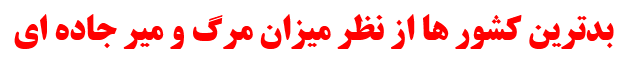 بدترین کشور ها از نظر میزان مرگ و میر جاده ای